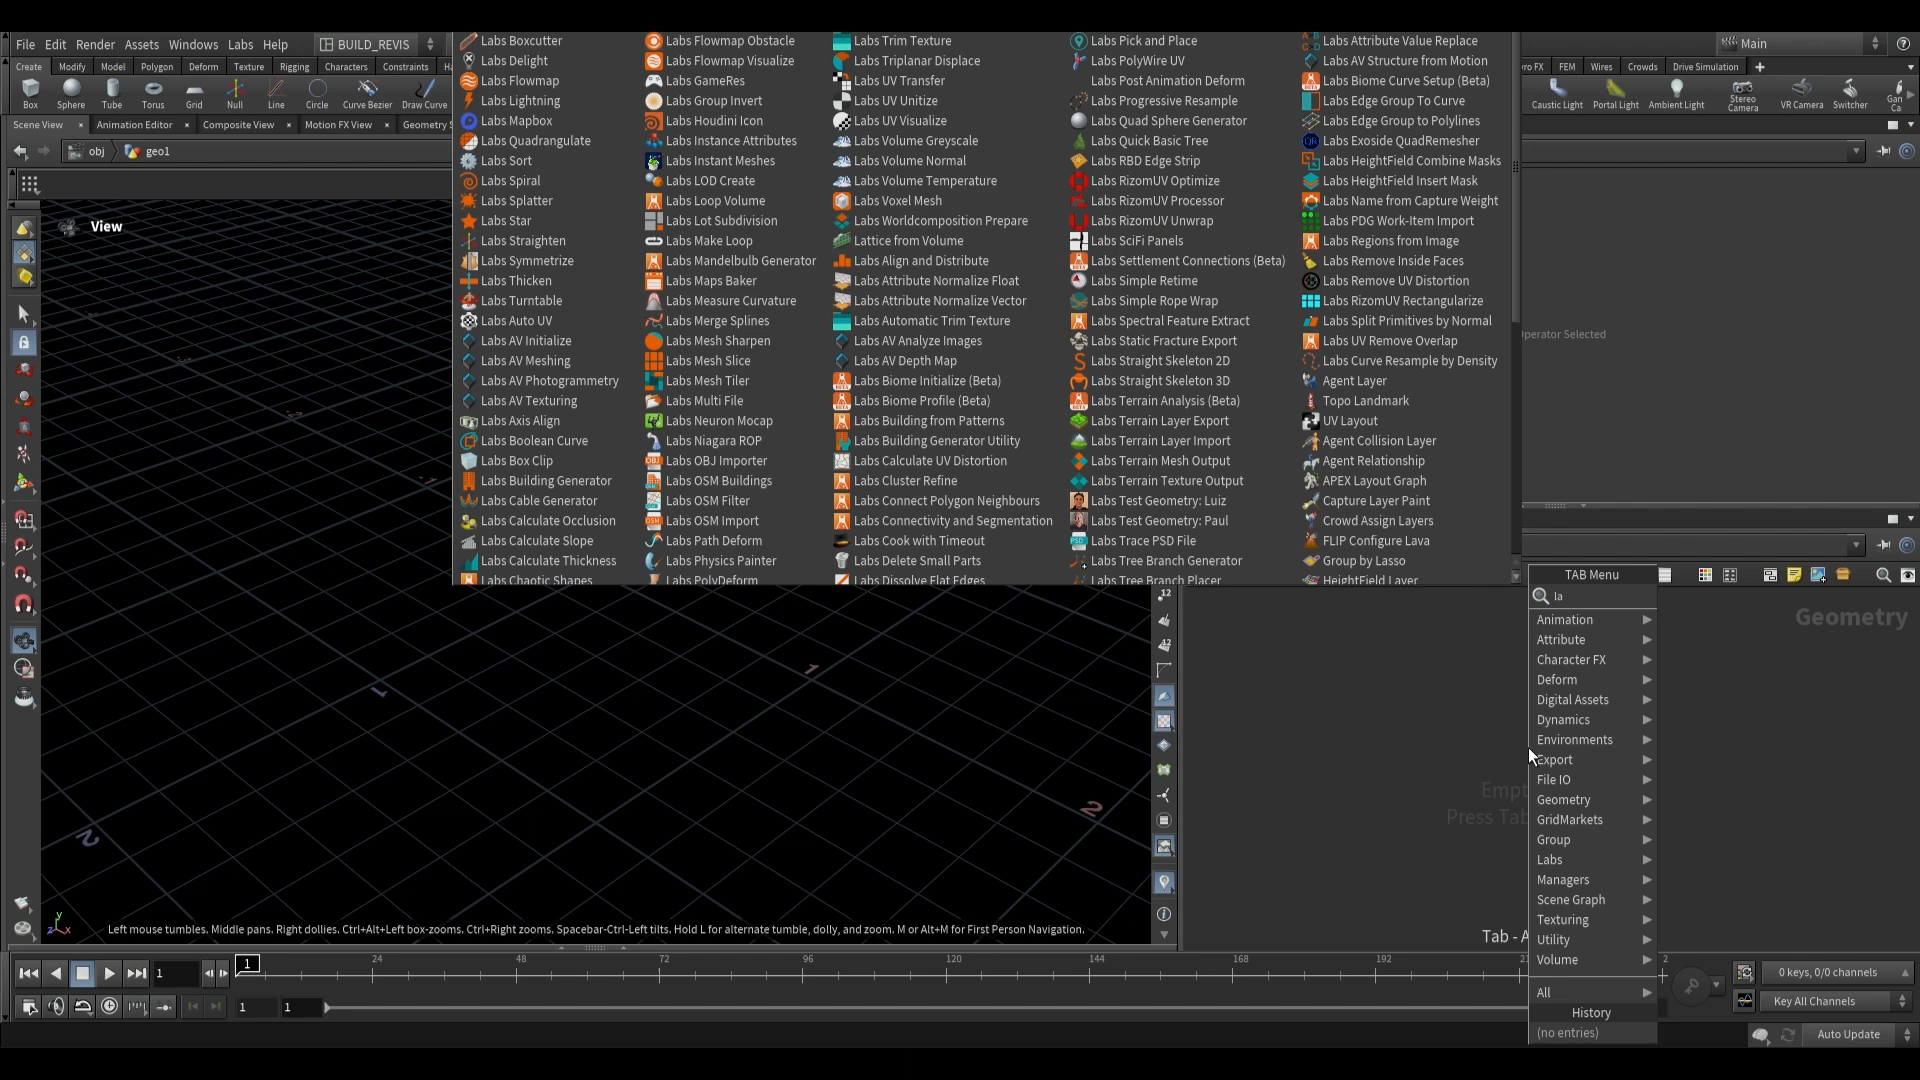 File Edit Render Assets Windows Labs Help BUILD_REVIS Main
Create Modify Model Polygon Deform Texture Rigging Characters Constraints Ha
ro FX FEM Wires Crowds Drive Simulation
Box Sphere Tube Torus Grid Null Line Circle Curve Bezier Draw Curve
Caustic Light Portal Light Ambient Light Stereo Camera VR Camera Switcher Gan Ca
Scene View Animation Editor Composite View Motion FX View Geometry S
obj geo1
View
Labs Boxcutter
Labs Delight
Labs Flowmap
Labs Lightning
Labs Mapbox
Labs Quadrangulate
Labs Sort
Labs Spiral
Labs Splatter
Labs Star
Labs Straighten
Labs Symmetrize
Labs Thicken
Labs Turntable
Labs Auto UV
Labs AV Initialize
Labs AV Meshing
Labs AV Photogrammetry
Labs AV Texturing
Labs Axis Align
Labs Boolean Curve
Labs Box Clip
Labs Building Generator
Labs Cable Generator
Labs Calculate Occlusion
Labs Calculate Slope
Labs Calculate Thickness
Labs Chaotic Shapes
Labs Flowmap Obstacle
Labs Flowmap Visualize
Labs GameRes
Labs Group Invert
Labs Houdini Icon
Labs Instance Attributes
Labs Instant Meshes
Labs LOD Create
Labs Loop Volume
Labs Lot Subdivision
Labs Make Loop
Labs Mandelbulb Generator
Labs Maps Baker
Labs Measure Curvature
Labs Merge Splines
Labs Mesh Sharpen
Labs Mesh Slice
Labs Mesh Tiler
Labs Multi File
Labs Neuron Mocap
Labs Niagara ROP
Labs OBJ Importer
Labs OSM Buildings
Labs OSM Filter
Labs OSM Import
Labs Path Deform
Labs Physics Painter
Labs PolyDeform
Labs Trim Texture
Labs Triplanar Displace
Labs UV Transfer
Labs UV Unitize
Labs UV Visualize
Labs Volume Greyscale
Labs Volume Normal
Labs Volume Temperature
Labs Voxel Mesh
Labs Worldcomposition Prepare
Lattice from Volume
Labs Align and Distribute
Labs Attribute Normalize Float
Labs Attribute Normalize Vector
Labs Automatic Trim Texture
Labs AV Analyze Images
Labs AV Depth Map
Labs Biome Initialize (Beta)
Labs Biome Profile (Beta)
Labs Building from Patterns
Labs Building Generator Utility
Labs Calculate UV Distortion
Labs Cluster Refine
Labs Connect Polygon Neighbours
Labs Connectivity and Segmentation
Labs Cook with Timeout
Labs Delete Small Parts
Labs Dissolve Flat Edges
Labs Pick and Place
Labs PolyWire UV
Labs Post Animation Deform
Labs Progressive Resample
Labs Quad Sphere Generator
Labs Quick Basic Tree
Labs RBD Edge Strip
Labs RizomUV Optimize
Labs RizomUV Processor
Labs RizomUV Unwrap
Labs SciFi Panels
Labs Settlement Connections (Beta)
Labs Simple Retime
Labs Simple Rope Wrap
Labs Spectral Feature Extract
Labs Static Fracture Export
Labs Straight Skeleton 2D
Labs Straight Skeleton 3D
Labs Terrain Analysis (Beta)
Labs Terrain Layer Export
Labs Terrain Layer Import
Labs Terrain Mesh Output
Labs Terrain Texture Output
Labs Test Geometry: Luiz
Labs Test Geometry: Paul
Labs Trace PSD File
Labs Tree Branch Generator
Labs Tree Branch Placer
Labs Attribute Value Replace
Labs AV Structure from Motion
Labs Biome Curve Setup (Beta)
Labs Edge Group To Curve
Labs Edge Group to Polylines
Labs Exoside QuadRemesher
Labs HeightField Combine Masks
Labs HeightField Insert Mask
Labs Name from Capture Weight
Labs PDG Work-Item Import
Labs Regions from Image
Labs Remove Inside Faces
Labs Remove UV Distortion
Labs RizomUV Rectangularize
Labs Split Primitives by Normal
Labs UV Remove Overlap
Labs Curve Resample by Density
Agent Layer
Topo Landmark
UV Layout
Agent Collision Layer
Agent Relationship
APEX Layout Graph
Capture Layer Paint
Crowd Assign Layers
FLIP Configure Lava
Group by Lasso
HeightField Layer
perator Selected
TAB Menu
la
Animation
Attribute
Character FX
Deform
Digital Assets
Dynamics
Environments
Export
File IO
Geometry
GridMarkets
Group
Labs
Managers
Scene Graph
Texturing
Utility
Volume
All
History
(no entries)
Geometry
Empt
Press Tab
Tab - A
12
12
1
1
2
2
y
z x
Left mouse tumbles. Middle pans. Right dollies. Ctrl+Alt+Left box-zooms. Ctrl+Right zooms. Spacebar-Ctrl-Left tilts. Hold L for alternate tumble, dolly, and zoom. M or Alt+M for First Person Navigation.
1 1 24 48 72 96 120 144 168 192 21 2
0 keys, 0/0 channels
1 1
Key All Channels
Auto Update